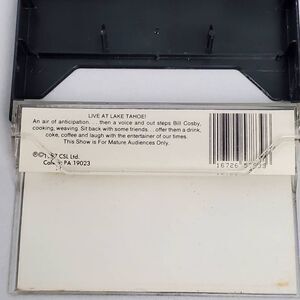 LIVE AT LAKE TAHOE!
An air of anticipation. . . then a voice and out steps Bill Cosby,
cooking, weaving. Sit back with some friends. . . offer them a drink,
coke, coffee and laugh with the entertainer of our times.
This Show is For Mature Audiences Only.
CSL Ltd.
PA 19023
16726